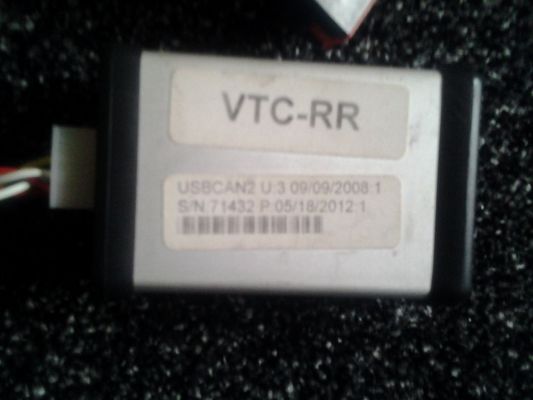 VTC-RR
USBCAN2 U:3 09/09/2008:1
S/N 71432 P:05/18/2012:1